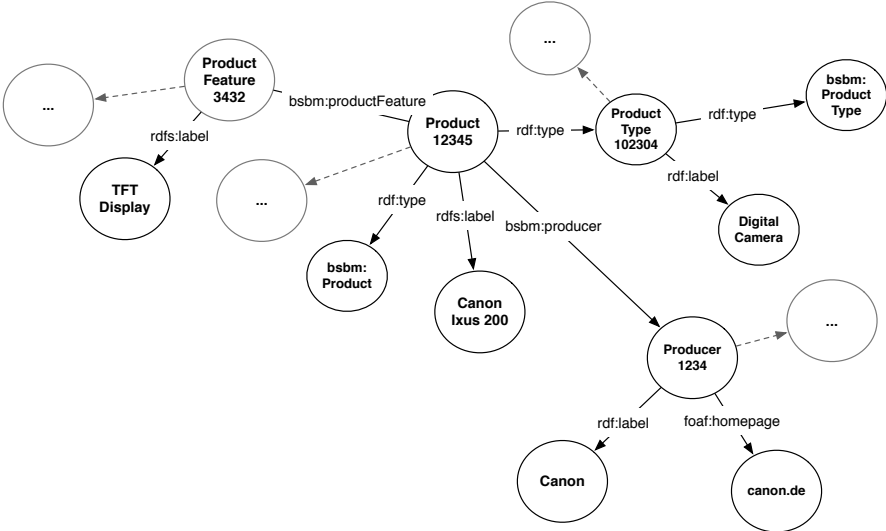 ...
Product
Feature
3432
...
bsbm:
Product
Type
bsbm:productFeature
Product
12345
rdf:type
Product
Type
102304
rdf:type
rdfs:label
TFT
Display
...
rdf:type
rdfs:label
bsbm:producer
rdf:label
Digital
Camera
bsbm:
Product
Canon
Ixus 200
...
Producer
1234
rdf:label
foaf:homepage
Canon
canon.de
...